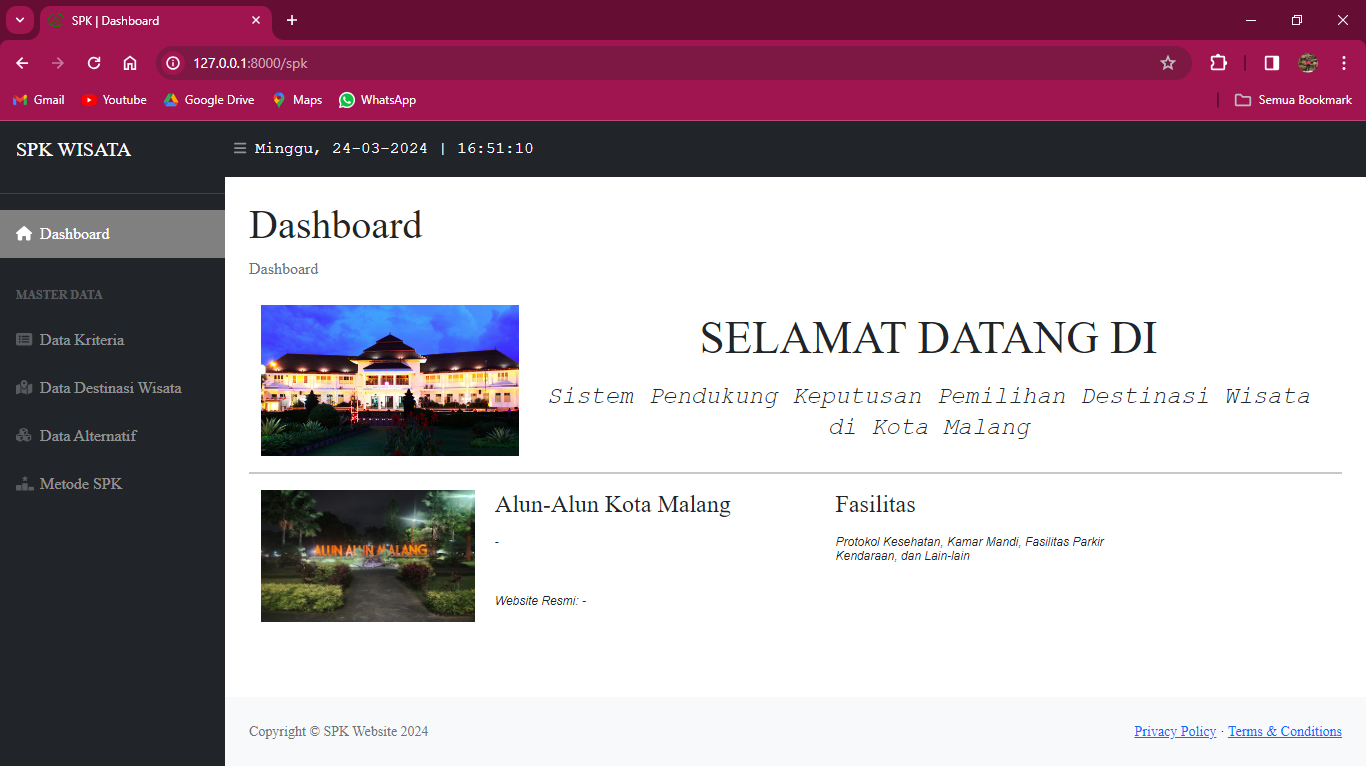 SPK | Dashboard
127.0.0.1:8000/spk
Gmail Youtube Google Drive Maps WhatsApp Semua Bookmark
SPK WISATA
Minggu, 24-03-2024 | 16:51:10
Dashboard
MASTER DATA
Data Kriteria
Data Destinasi Wisata
Data Alternatif
Metode SPK
Dashboard
Dashboard
SELAMAT DATANG DI
Sistem Pendukung Keputusan Pemilihan Destinasi Wisata
di Kota Malang
ALUN ALUN MALANG
Alun-Alun Kota Malang
-
Website Resmi: -
Fasilitas
Protokol Kesehatan, Kamar Mandi, Fasilitas Parkir
Kendaraan, dan Lain-lain
Copyright © SPK Website 2024
Privacy Policy · Terms & Conditions